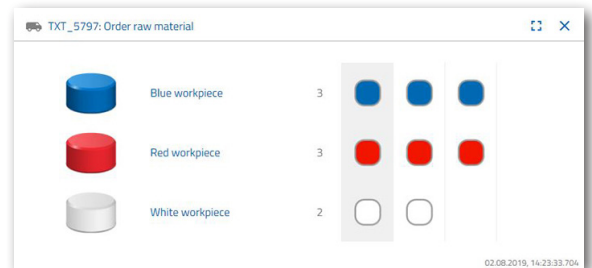 TXT_5797: Order raw material
Blue workpiece 3
Red workpiece 3
White workpiece 2
02.08.2019, 14:23:33.704